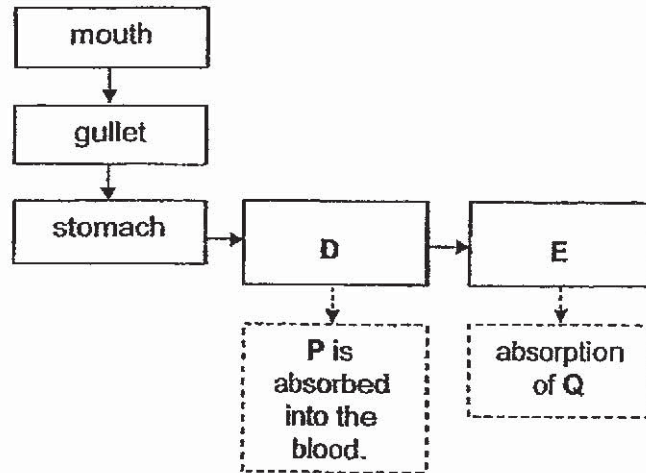 mouth
gullet
stomach
D
E
P is
absorbed
into the
blood.
absorption
of Q